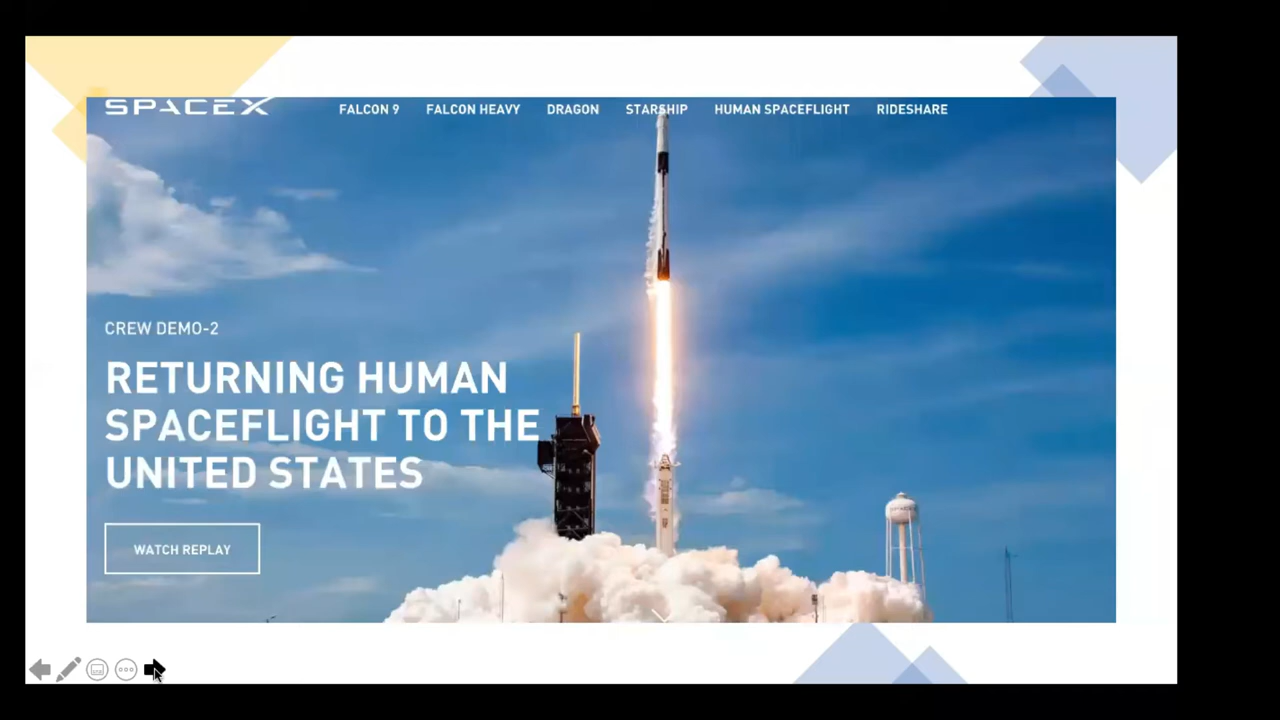 SPACEX
FALCON 9 FALCON HEAVY DRAGON STARSHIP HUMAN SPACEFLIGHT RIDESHARE
CREW DEMO-2
RETURNING HUMAN
SPACEFLIGHT TO THE
UNITED STATES
WATCH REPLAY